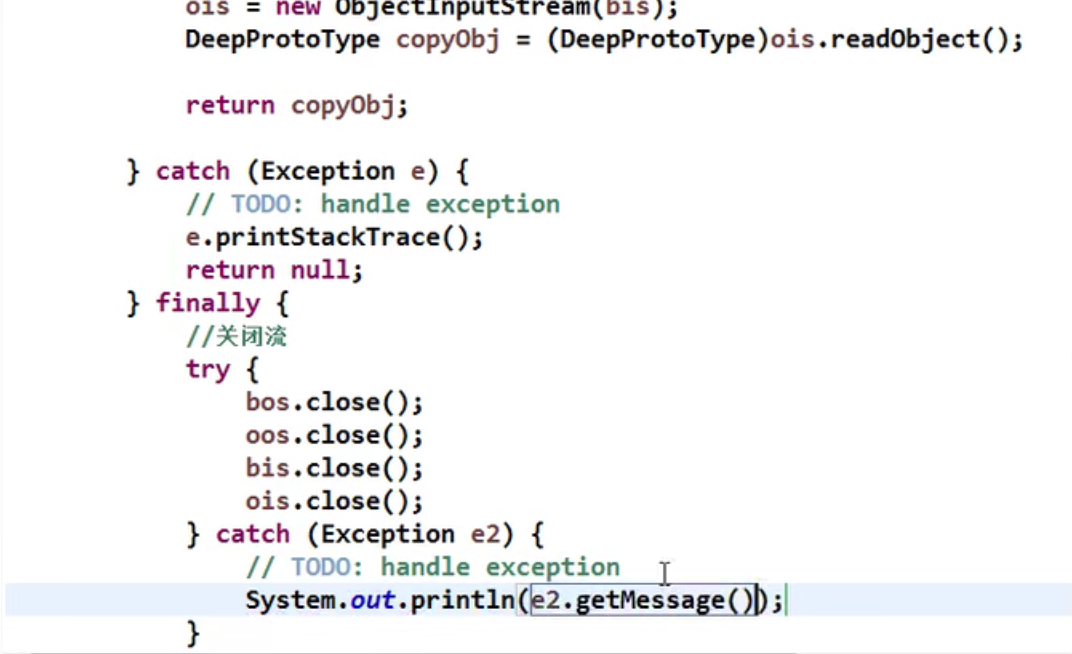 ois = new ObjectInputStream(bis);
DeepProtoType copyObj = (DeepProtoType)ois.readObject();
return copyObj;
} catch (Exception e) {
// TODO: handle exception
e.printStackTrace();
return null;
} finally {
//关闭流
try {
bos.close();
oos.close();
bis.close();
ois.close();
} catch (Exception e2) {
// TODO: handle exception
System.out.println(e2.getMessage());
}